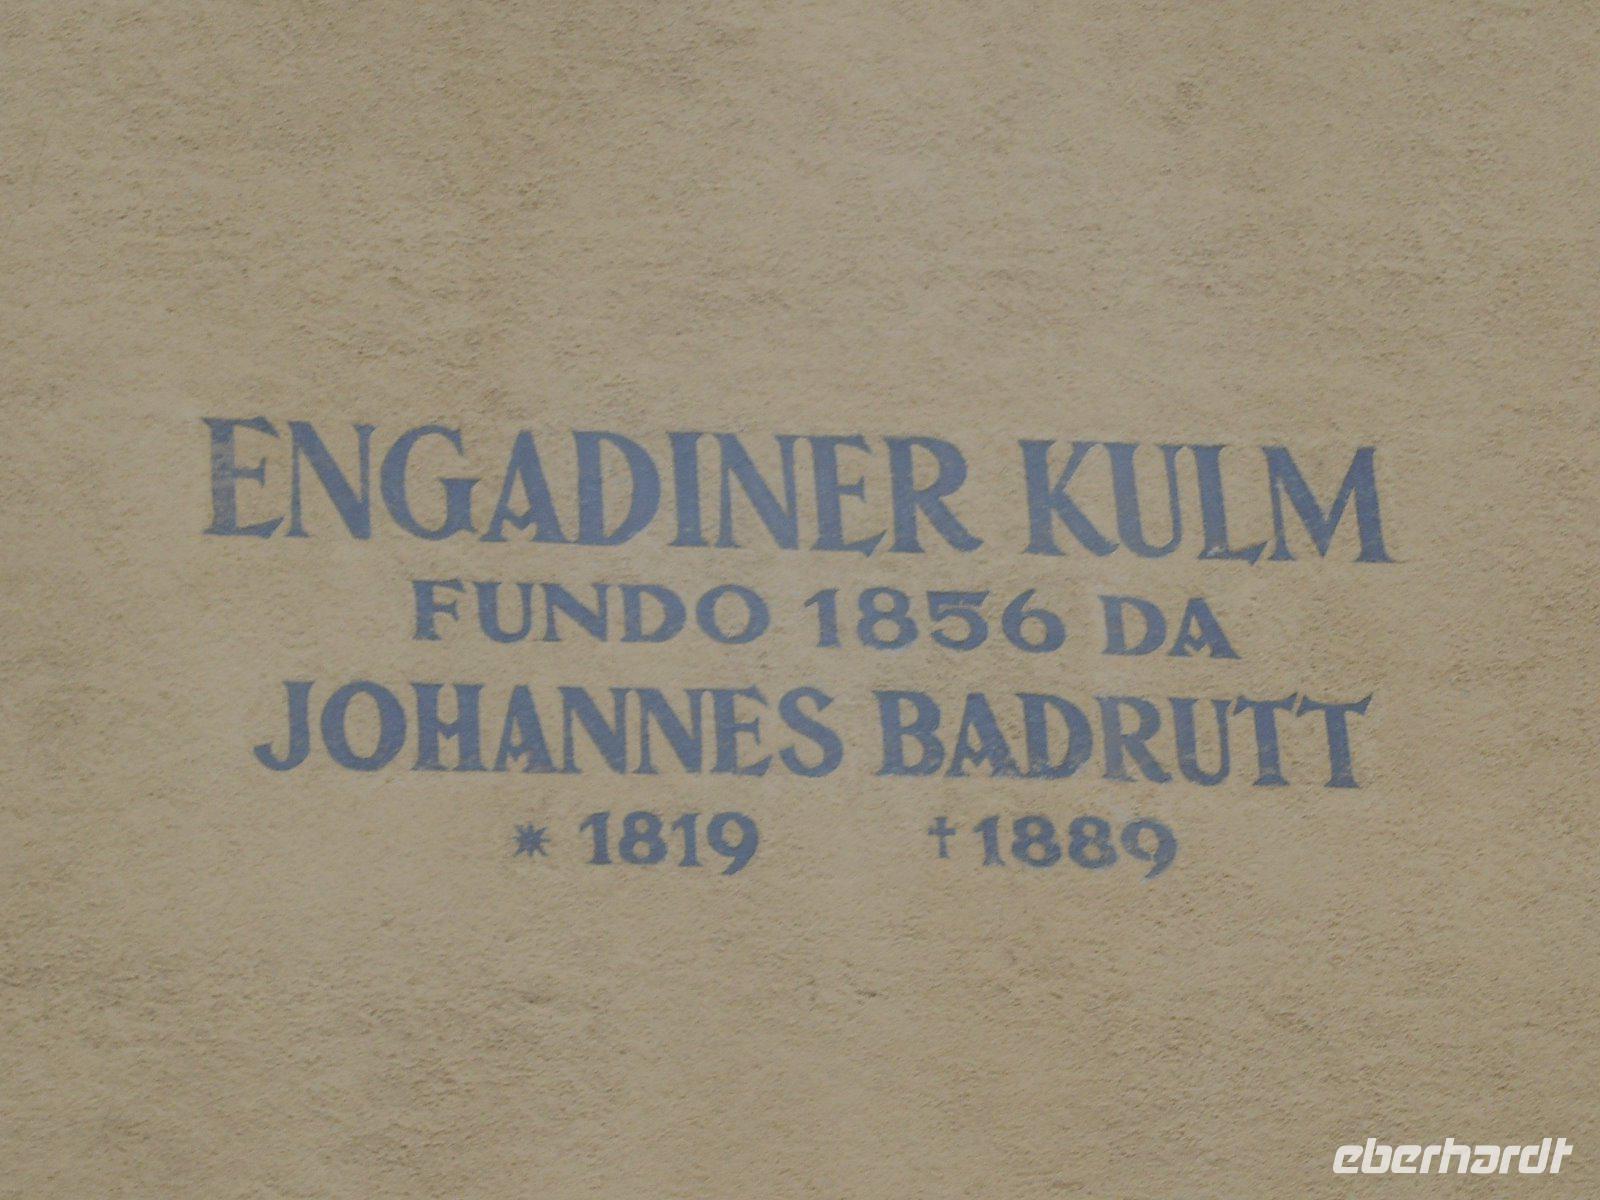 ENGADINER KULM
FUNDO 1856 DA
JOHANNES BADRUTT
* 1819 † 1889
eberhardt